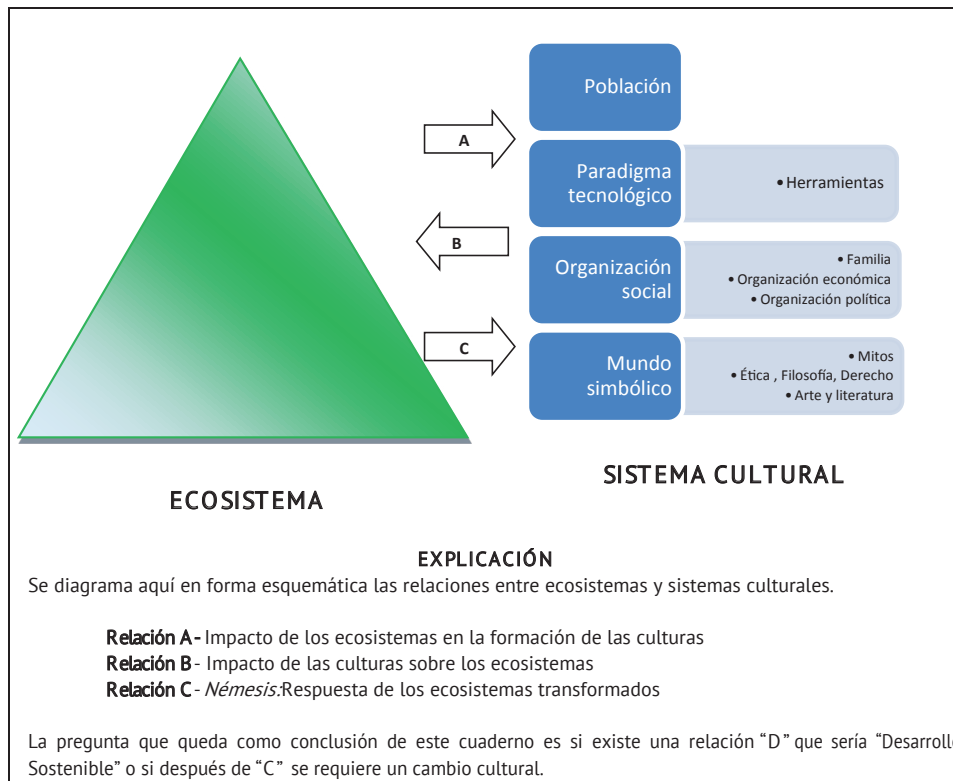 Población
A
Paradigma
tecnológico
• Herramientas
B
Organización
social
• Familia
• Organización económica
• Organización política
C
Mundo
simbólico
• Mitos
• Ética , Filosofía, Derecho
• Arte y literatura
ECOSISTEMA
SISTEMA CULTURAL
EXPLICACIÓN
Se diagrama aquí en forma esquemática las relaciones entre ecosistemas y sistemas culturales.
Relación A - Impacto de los ecosistemas en la formación de las culturas
Relación B - Impacto de las culturas sobre los ecosistemas
Relación C - Némesis:Respuesta de los ecosistemas transformados
La pregunta que queda como conclusión de este cuaderno es si existe una relación “D” que sería “Desarrollo
Sostenible” o si después de “C” se requiere un cambio cultural.